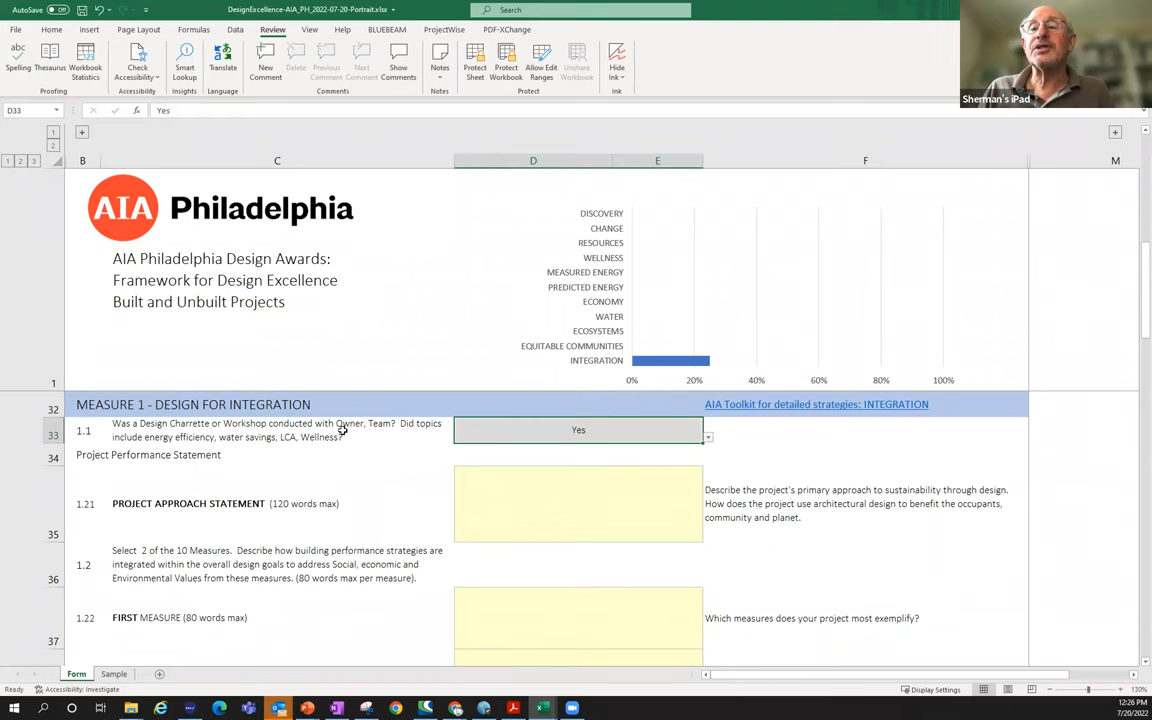 AutoSave Off
DesignExcellence-AIA_PH_2022-07-20-Portrait.xlsx
Search
File Home Insert Page Layout Formulas Data Review View Help BLUEBEAM ProjectWise PDF-XChange
Spelling
Thesaurus
Workbook Statistics
Check Accessibility
Smart Lookup
Translate
New Comment
Delete
Previous Comment
Next Comment
Show Comments
Notes
Protect Sheet
Protect Workbook
Allow Edit Ranges
Unshare Workbook
Hide Ink
Proofing Accessibility Insights Language Comments Notes Protect Ink
Sherman's iPad
D33
fx
Yes
1
2
1 2 3
B C D E F M
AIA Philadelphia
AIA Philadelphia Design Awards:
Framework for Design Excellence
Built and Unbuilt Projects
DISCOVERY
CHANGE
RESOURCES
WELLNESS
MEASURED ENERGY
PREDICTED ENERGY
ECONOMY
WATER
ECOSYSTEMS
EQUITABLE COMMUNITIES
INTEGRATION
0% 20% 40% 60% 80% 100%
1
32 MEASURE 1 - DESIGN FOR INTEGRATION AIA Toolkit for detailed strategies: INTEGRATION
33 1.1 Was a Design Charrette or Workshop conducted with Owner, Team? Did topics
include energy efficiency, water savings, LCA, Wellness?
Yes
34 Project Performance Statement
35 1.21 PROJECT APPROACH STATEMENT (120 words max)
Describe the project's primary approach to sustainability through design.
How does the project use architectural design to benefit the occupants,
community and planet.
36 1.2 Select 2 of the 10 Measures. Describe how building performance strategies are
integrated within the overall design goals to address Social, economic and
Environmental Values from these measures. (80 words max per measure).
37 1.22 FIRST MEASURE (80 words max)
Which measures does your project most exemplify?
Form Sample
Ready Accessibility: Investigate Display Settings 130%
12:26 PM
7/20/2022